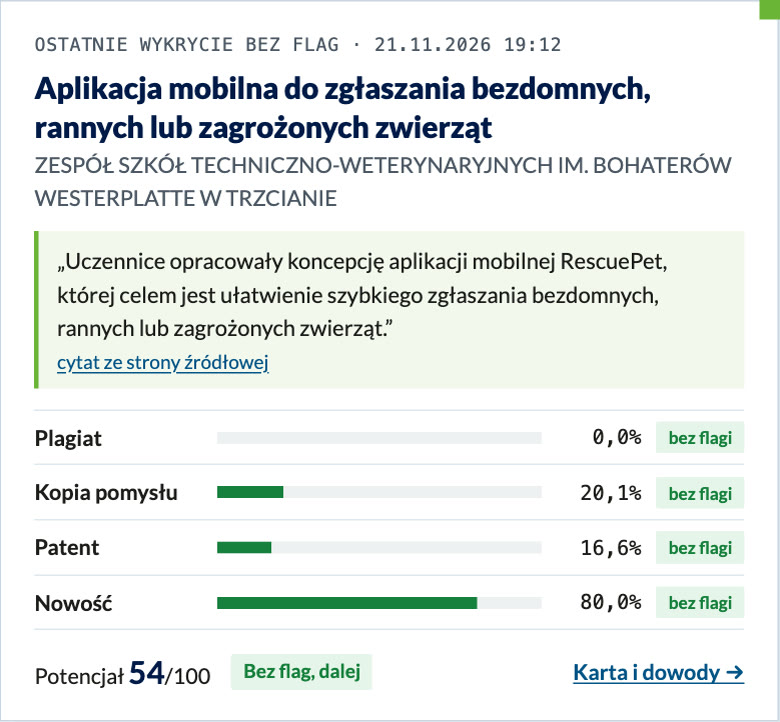 OSTATNIE WYKRYCIE BEZ FLAG · 21.11.2026 19:12
Aplikacja mobilna do zgłaszania bezdomnych,
rannych lub zagrożonych zwierząt
ZESPÓŁ SZKÓŁ TECHNICZNO-WETERYNARYJNYCH IM. BOHATERÓW
WESTERPLATTE W TRZCIANIE
„Uczennice opracowały koncepcję aplikacji mobilnej RescuePet,
której celem jest ułatwienie szybkiego zgłaszania bezdomnych,
rannych lub zagrożonych zwierząt.”
cytat ze strony źródłowej
Plagiat 0,0% bez flagi
Kopia pomysłu 20,1% bez flagi
Patent 16,6% bez flagi
Nowość 80,0% bez flagi
Potencjał 54/100 Bez flag, dalej Karta i dowody →